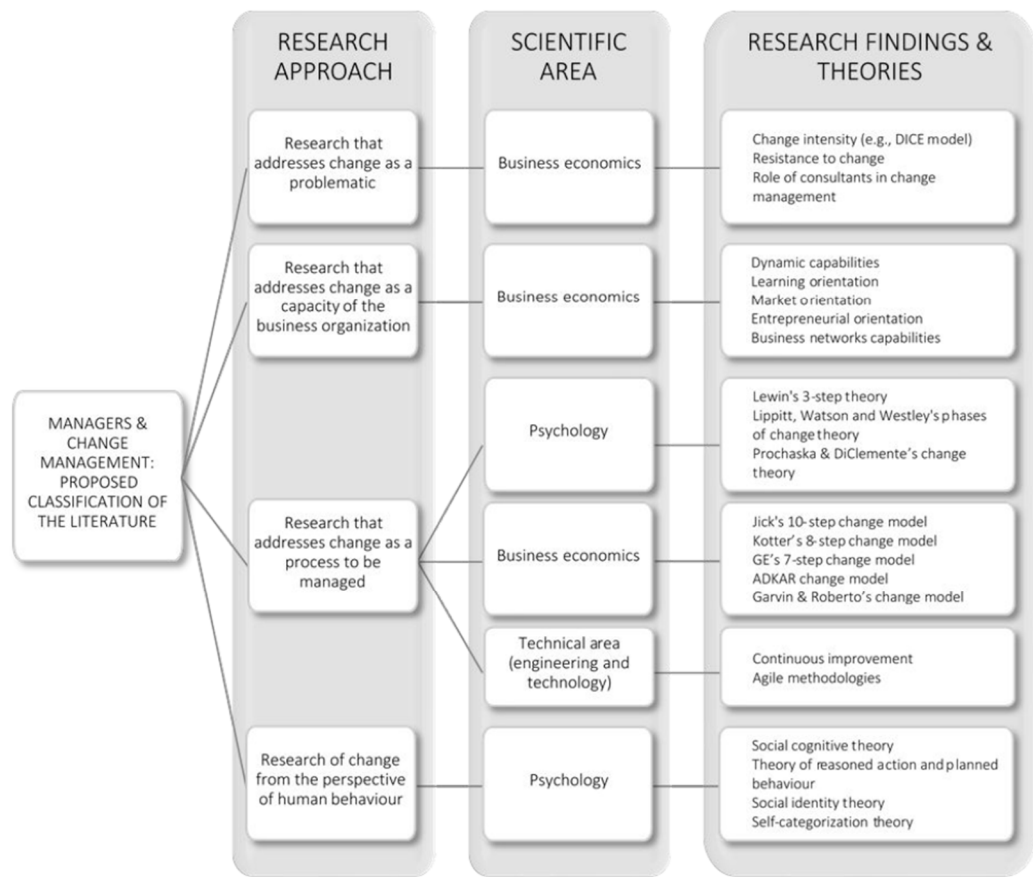 RESEARCH
APPROACH
SCIENTIFIC
AREA
RESEARCH FINDINGS &
THEORIES
MANAGERS &
CHANGE
MANAGEMENT:
PROPOSED
CLASSIFICATION OF
THE LITERATURE
Research that
addresses change as a
problematic
Business economics
Change intensity (e.g., DICE model)
Resistance to change
Role of consultants in change
management
Research that
addresses change as a
capacity of the
business organization
Business economics
Dynamic capabilities
Learning orientation
Market orientation
Entrepreneurial orientation
Business networks capabilities
Research that
addresses change as a
process to be
managed
Psychology
Lewin's 3-step theory
Lippitt, Watson and Westley's phases
of change theory
Prochaska & DiClemente's change
theory
Business economics
Jick's 10-step change model
Kotter's 8-step change model
GE's 7-step change model
ADKAR change model
Garvin & Roberto's change model
Technical area
(engineering and
technology)
Continuous improvement
Agile methodologies
Research of change
from the perspective
of human behaviour
Psychology
Social cognitive theory
Theory of reasoned action and planned
behaviour
Social identity theory
Self-categorization theory